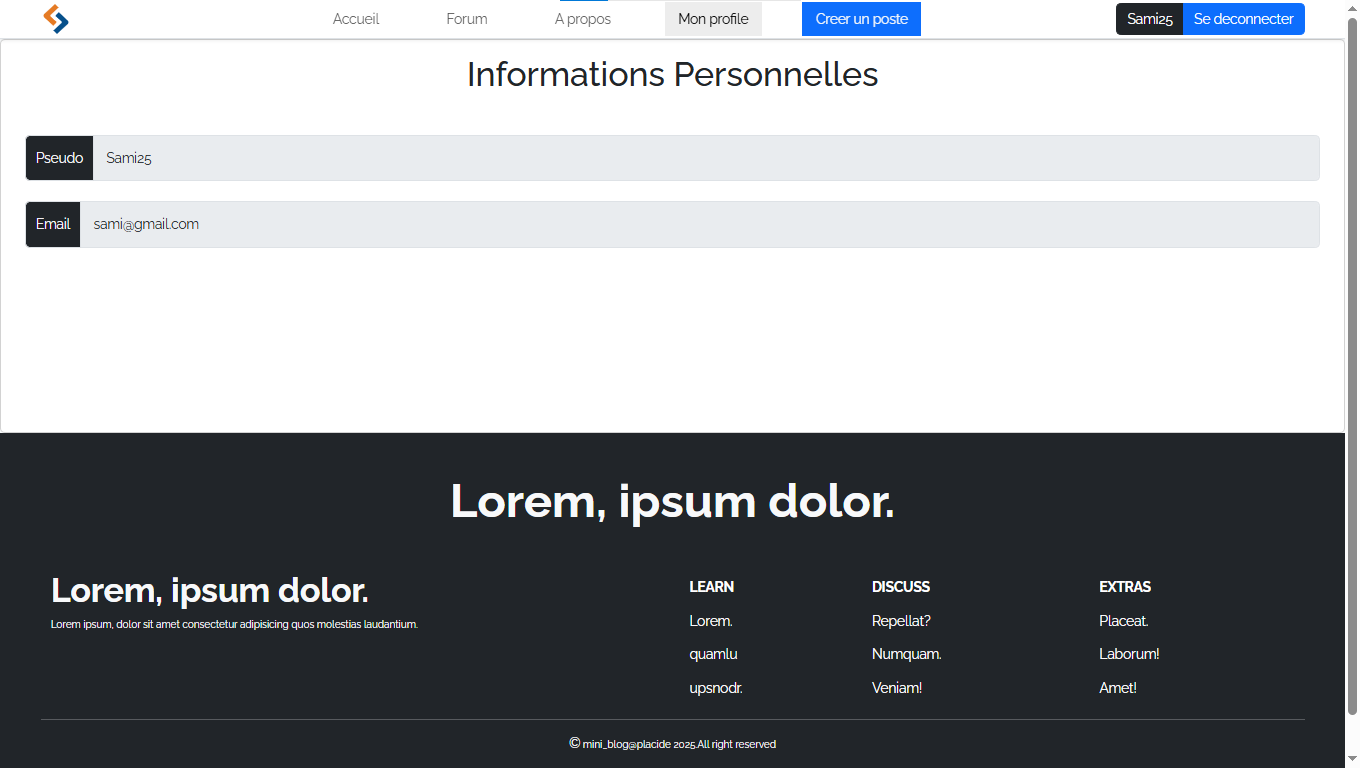 Accueil Forum A propos Mon profile Creer un poste Sami25 Se deconnecter
Informations Personnelles
Pseudo Sami25
Email sami@gmail.com
Lorem, ipsum dolor.
Lorem, ipsum dolor.
Lorem ipsum, dolor sit amet consectetur adipisicing quos molestias laudantium.
LEARN
Lorem.
quamlu
upsnodr.
DISCUSS
Repellat?
Numquam.
Veniam!
EXTRAS
Placeat.
Laborum!
Amet!
© mini_blog@placide 2025.All right reserved